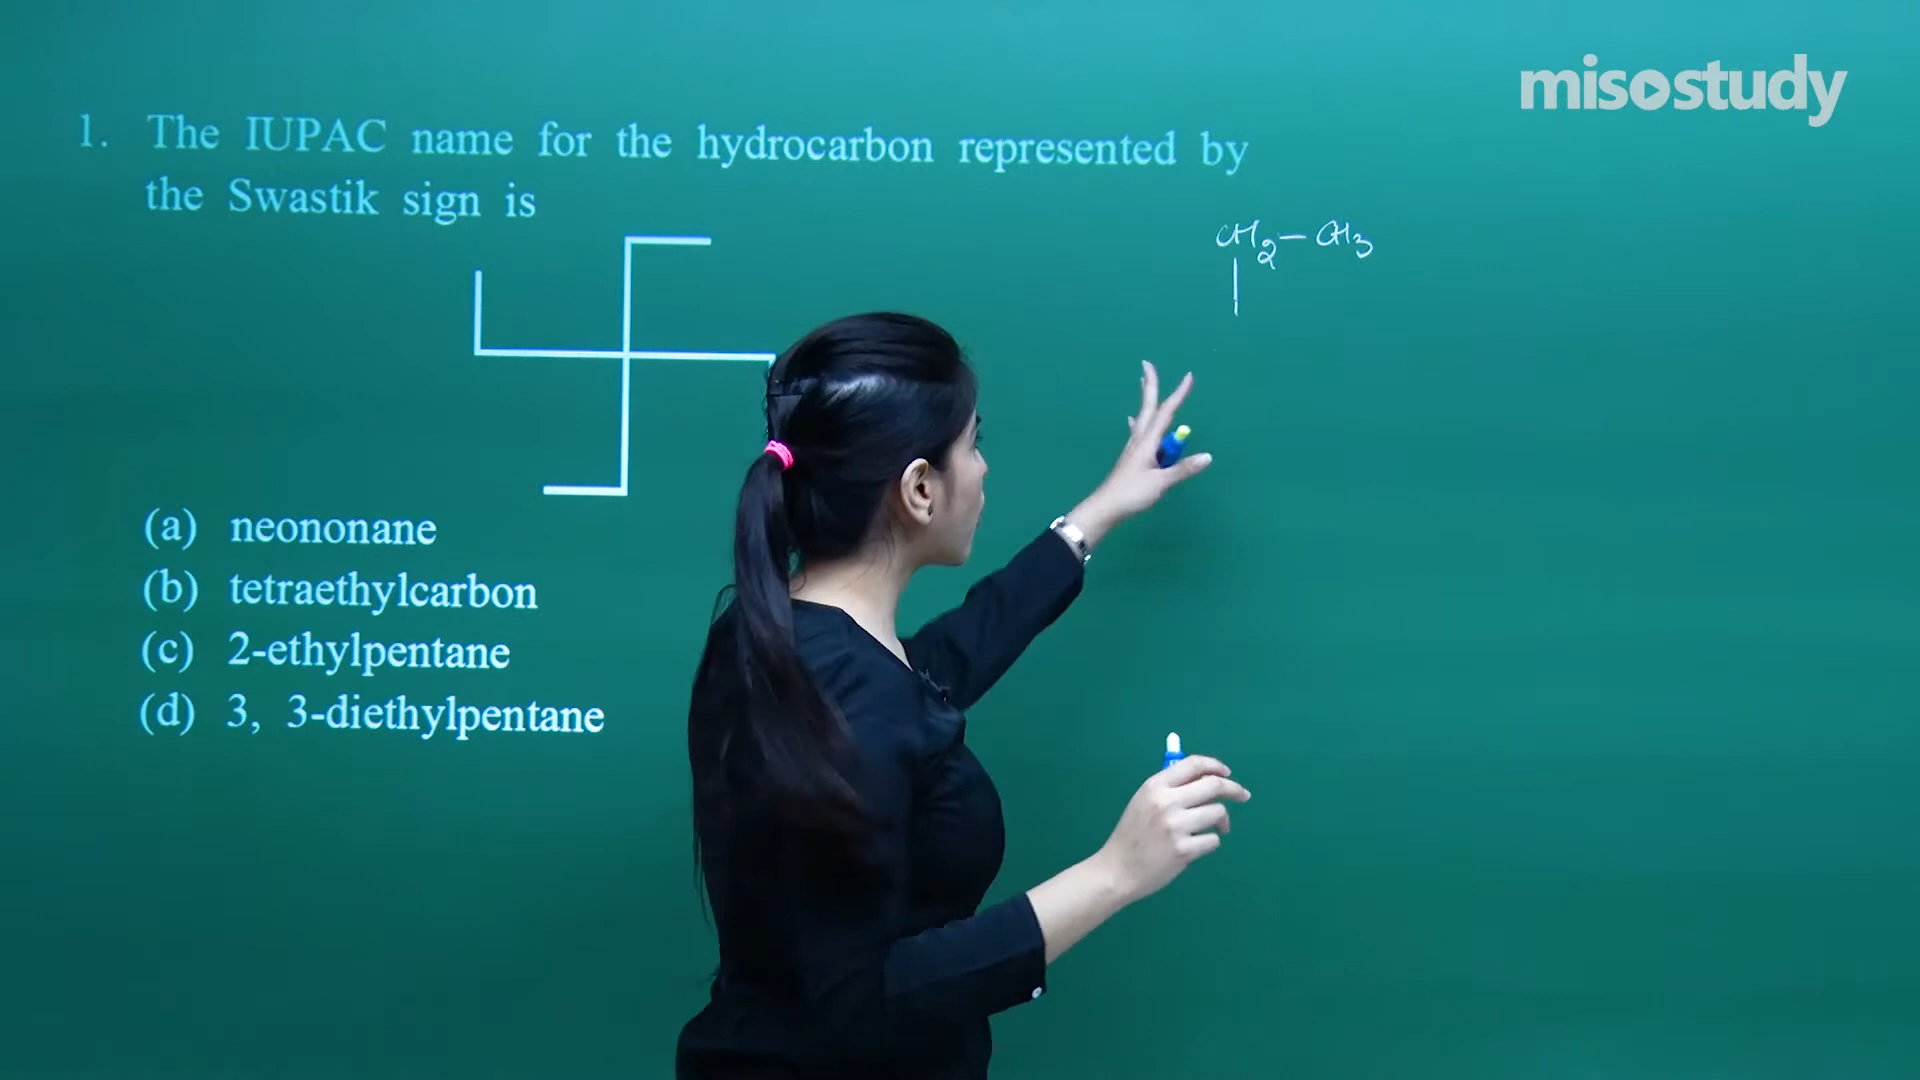 misostudy
1. The IUPAC name for the hydrocarbon represented by
the Swastik sign is
CH2-CH3
(a) neononane
(b) tetraethylcarbon
(c) 2-ethylpentane
(d) 3, 3-diethylpentane